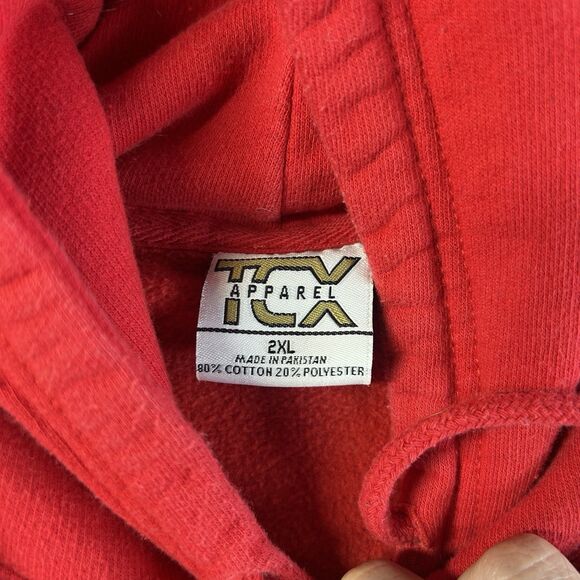 TCX
APPAREL
2XL
MADE IN PAKISTAN
80% COTTON 20% POLYESTER